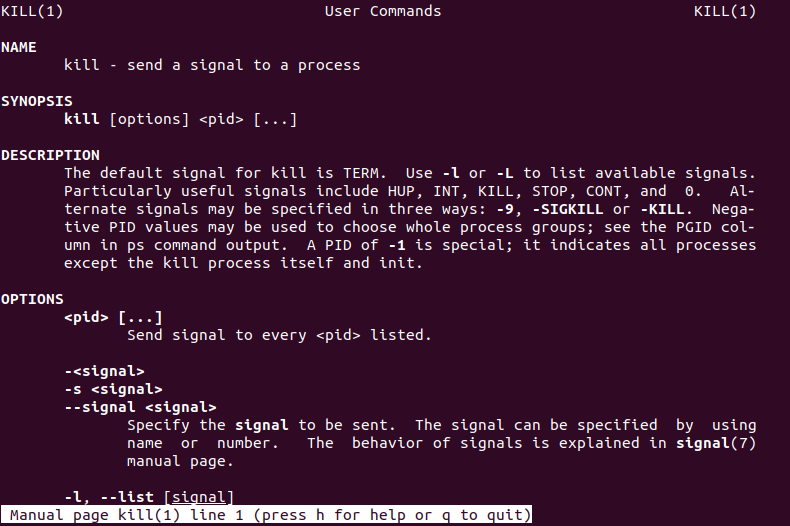 KILL(1) User Commands KILL(1)
NAME
kill - send a signal to a process
SYNOPSIS
kill [options] <pid> [...]
DESCRIPTION
The default signal for kill is TERM. Use -l or -L to list available signals.
Particularly useful signals include HUP, INT, KILL, STOP, CONT, and 0. Al-
ternate signals may be specified in three ways: -9, -SIGKILL or -KILL. Nega-
tive PID values may be used to choose whole process groups; see the PGID col-
umn in ps command output. A PID of -1 is special; it indicates all processes
except the kill process itself and init.
OPTIONS
<pid> [...]
Send signal to every <pid> listed.
-<signal>
-s <signal>
--signal <signal>
Specify the signal to be sent. The signal can be specified by using
name or number. The behavior of signals is explained in signal(7)
manual page.
-l, --list [signal]
Manual page kill(1) line 1 (press h for help or q to quit)